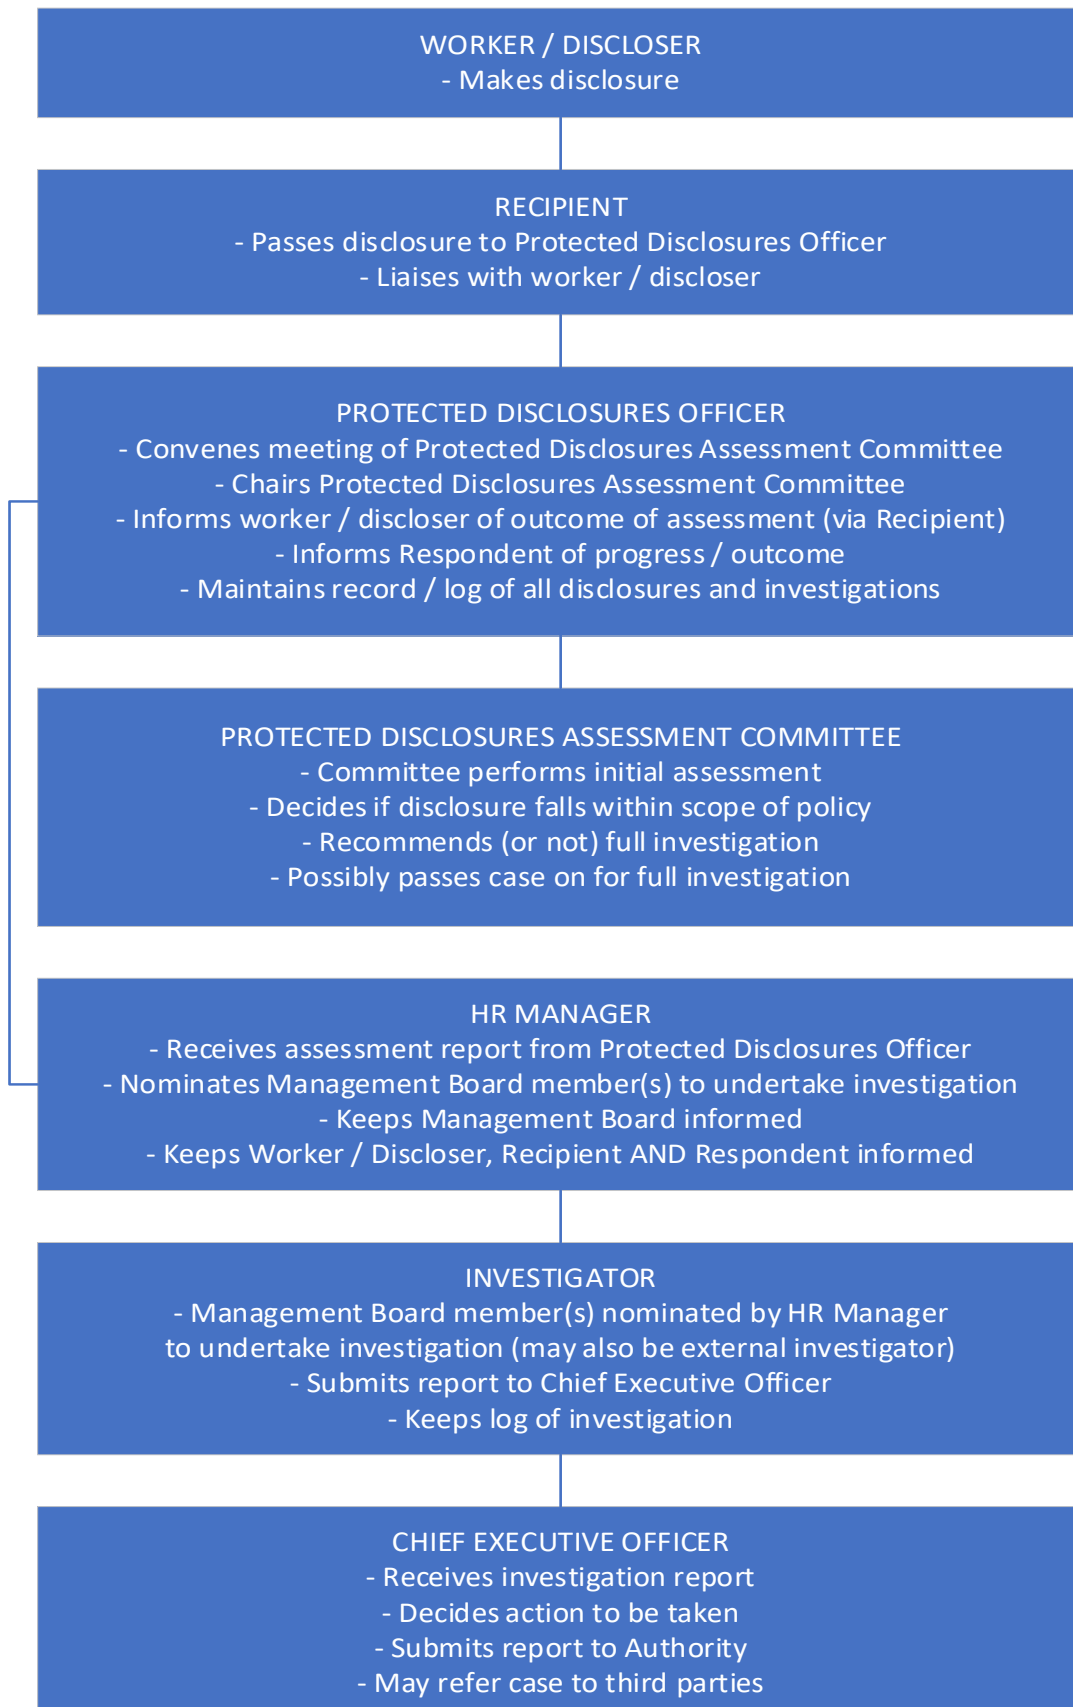 WORKER / DISCLOSER
- Makes disclosure
RECIPIENT
- Passes disclosure to Protected Disclosures Officer
- Liaises with worker / discloser
PROTECTED DISCLOSURES OFFICER
- Convenes meeting of Protected Disclosures Assessment Committee
- Chairs Protected Disclosures Assessment Committee
- Informs worker / discloser of outcome of assessment (via Recipient)
- Informs Respondent of progress / outcome
- Maintains record / log of all disclosures and investigations
PROTECTED DISCLOSURES ASSESSMENT COMMITTEE
- Committee performs initial assessment
- Decides if disclosure falls within scope of policy
- Recommends (or not) full investigation
- Possibly passes case on for full investigation
HR MANAGER
- Receives assessment report from Protected Disclosures Officer
- Nominates Management Board member(s) to undertake investigation
- Keeps Management Board informed
- Keeps Worker / Discloser, Recipient AND Respondent informed
INVESTIGATOR
- Management Board member(s) nominated by HR Manager
to undertake investigation (may also be external investigator)
- Submits report to Chief Executive Officer
- Keeps log of investigation
CHIEF EXECUTIVE OFFICER
- Receives investigation report
- Decides action to be taken
- Submits report to Authority
- May refer case to third parties